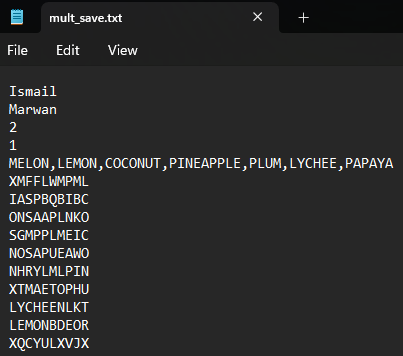 mult_save.txt
File Edit View
Ismail
Marwan
2
1
MELON,LEMON,COCONUT,PINEAPPLE,PLUM,LYCHEE,PAPAYA
XMFFLWMPML
IASPBQBIBC
ONSAAPLNKO
SGMPPLMEIC
NOSAPUEAWO
NHRYLMLPIN
XTMAETOPHU
LYCHEENLKT
LEMONBDEOR
XQCYULXVJX